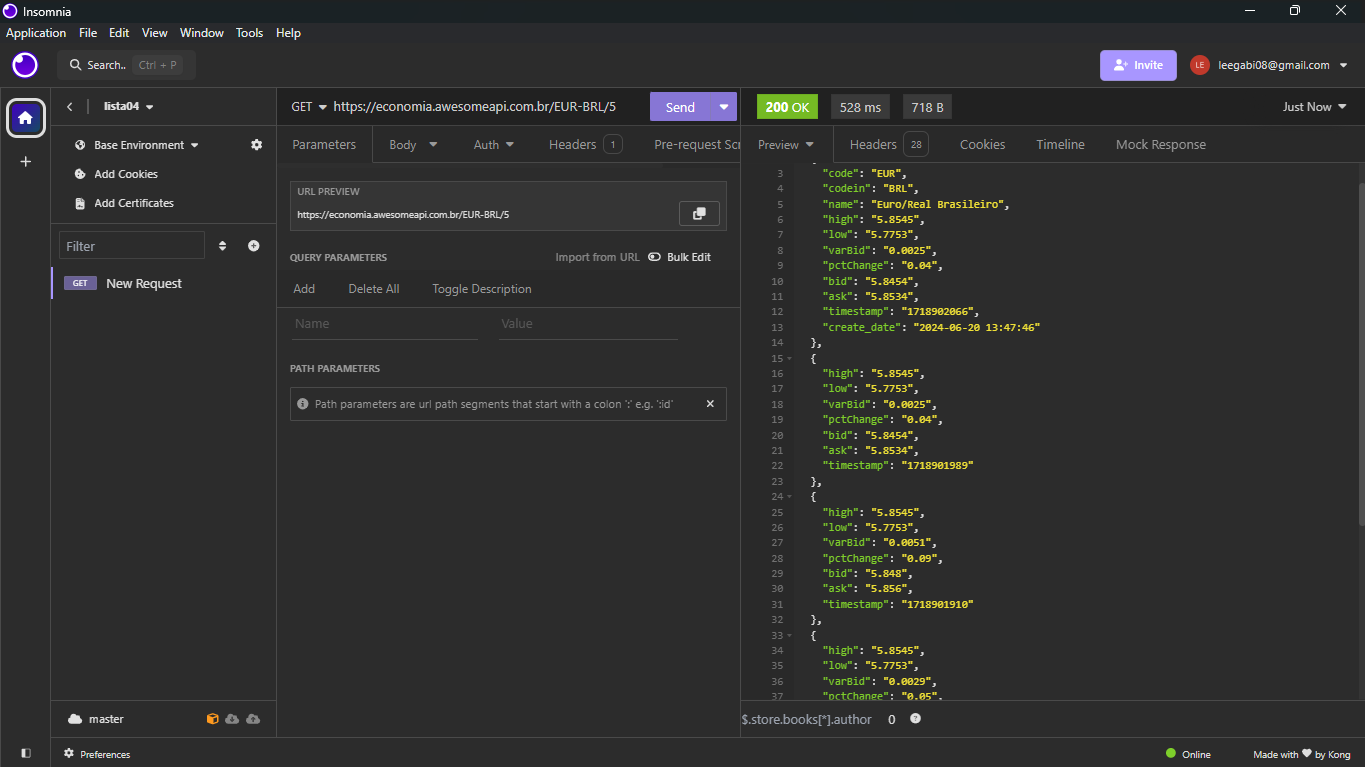 Insomnia
Application File Edit View Window Tools Help
Search.. Ctrl + P
Invite
LE leegabi08@gmail.com
lista04
Base Environment
Add Cookies
Add Certificates
Filter
GET New Request
master
Preferences
GET https://economia.awesomeapi.com.br/EUR-BRL/5 Send
Parameters Body Auth Headers 1 Pre-request Scr
URL PREVIEW
https://economia.awesomeapi.com.br/EUR-BRL/5
QUERY PARAMETERS Import from URL Bulk Edit
Add Delete All Toggle Description
Name Value
PATH PARAMETERS
Path parameters are url path segments that start with a colon ':' e.g. ':id'
200 OK 528 ms 718 B Just Now
Preview Headers 28 Cookies Timeline Mock Response
3 "code": "EUR",
4 "codein": "BRL",
5 "name": "Euro/Real Brasileiro",
6 "high": "5.8545",
7 "low": "5.7753",
8 "varBid": "0.0025",
9 "pctChange": "0.04",
10 "bid": "5.8454",
11 "ask": "5.8534",
12 "timestamp": "1718902066",
13 "create_date": "2024-06-20 13:47:46"
14 },
15 {
16 "high": "5.8545",
17 "low": "5.7753",
18 "varBid": "0.0025",
19 "pctChange": "0.04",
20 "bid": "5.8454",
21 "ask": "5.8534",
22 "timestamp": "1718901989"
23 },
24 {
25 "high": "5.8545",
26 "low": "5.7753",
27 "varBid": "0.0051",
28 "pctChange": "0.09",
29 "bid": "5.848",
30 "ask": "5.856",
31 "timestamp": "1718901910"
32 },
33 {
34 "high": "5.8545",
35 "low": "5.7753",
36 "varBid": "0.0029",
37 "pctChange": "0.05",
$.store.books[*].author 0
Online Made with ♥ by Kong